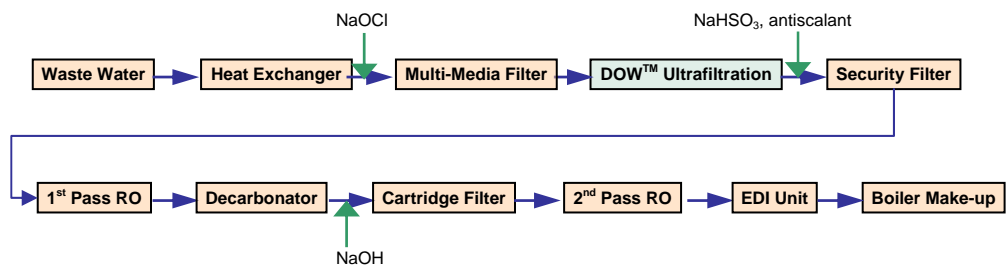 NaOCl
NaHSO₃, antiscalant
Waste Water
Heat Exchanger
Multi-Media Filter
DOW™ Ultrafiltration
Security Filter
1ˢᵗ Pass RO
Decarbonator
Cartridge Filter
2ⁿᵈ Pass RO
EDI Unit
Boiler Make-up
NaOH